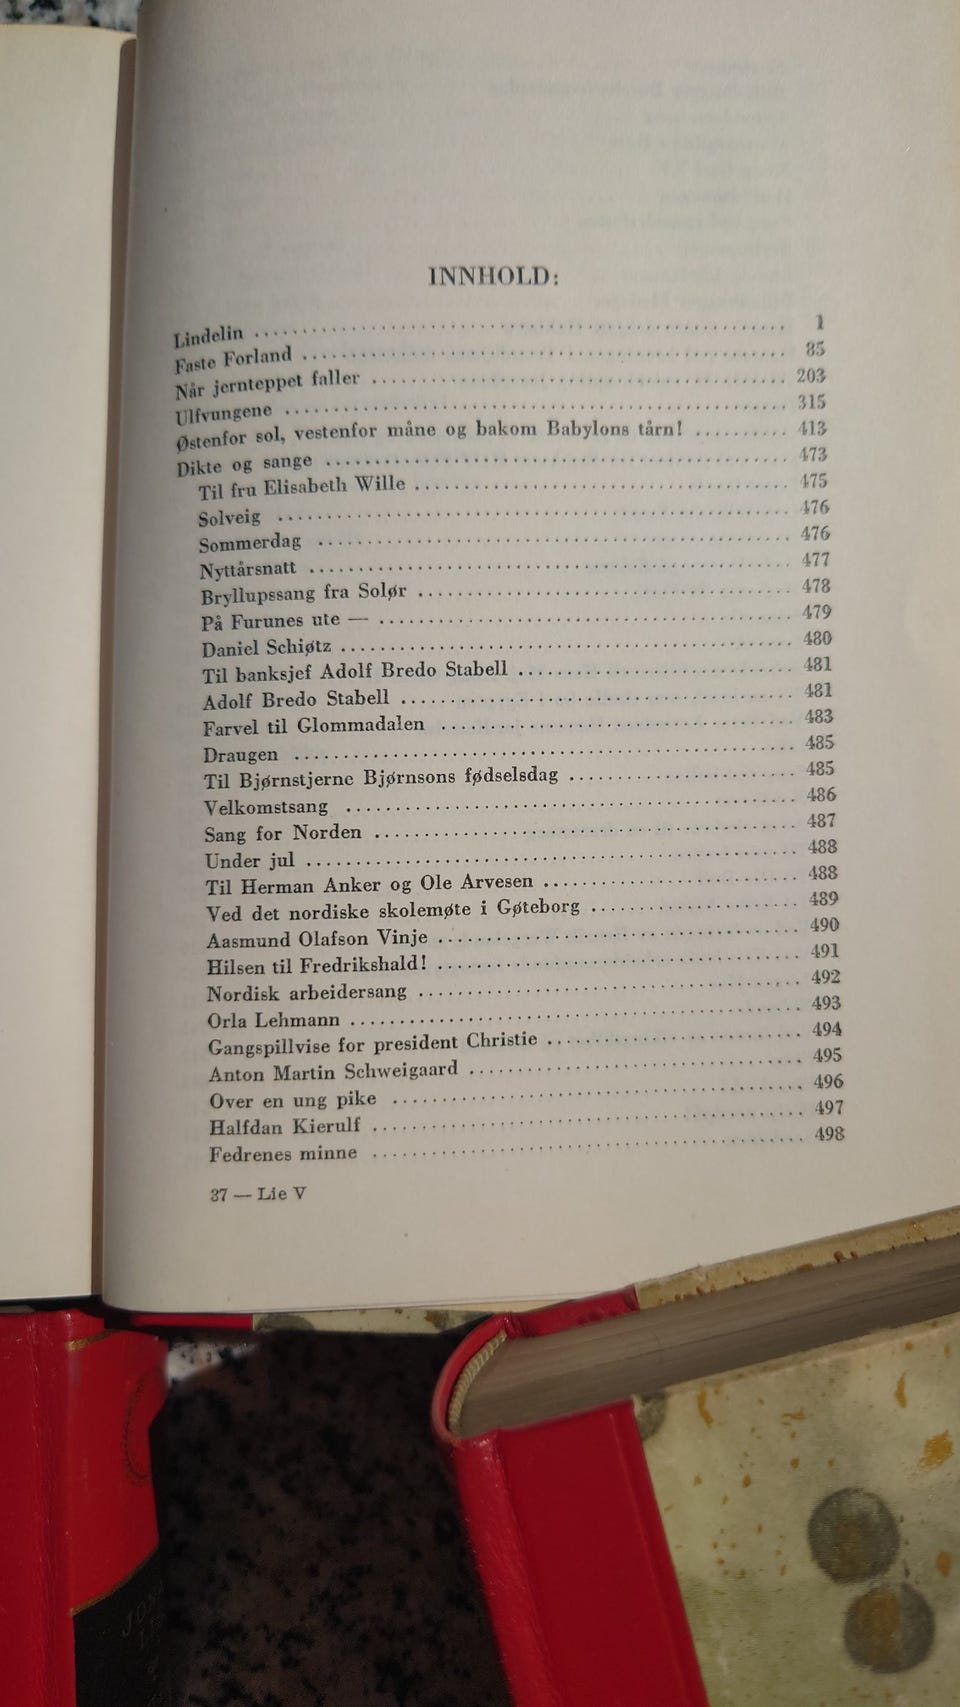 INNHOLD:
Lindelin ........ 1
Faste Forland ........ 85
Når jernteppet faller ........ 203
Ulfvungene ........ 315
Østenfor sol, vestenfor måne og bakom Babylons tårn! ........ 413
Dikte og sange ........ 473
Til fru Elisabeth Wille ........ 475
Solveig ........ 476
Sommerdag ........ 476
Nyttårsnatt ........ 477
Bryllupssang fra Solør ........ 478
På Furunes ute — ........ 479
Daniel Schiøtz ........ 480
Til banksjef Adolf Bredo Stabell ........ 481
Adolf Bredo Stabell ........ 481
Farvel til Glommadalen ........ 483
Draugen ........ 485
Til Bjørnstjerne Bjørnsons fødselsdag ........ 485
Velkomstsang ........ 486
Sang for Norden ........ 487
Under jul ........ 488
Til Herman Anker og Ole Arvesen ........ 488
Ved det nordiske skolemøte i Gøteborg ........ 489
Aasmund Olafson Vinje ........ 490
Hilsen til Fredrikshald! ........ 491
Nordisk arbeidersang ........ 492
Orla Lehmann ........ 493
Gangspillvise for president Christie ........ 494
Anton Martin Schweigaard ........ 495
Over en ung pike ........ 496
Halfdan Kierulf ........ 497
Fedrenes minne ........ 498
37 — Lie V